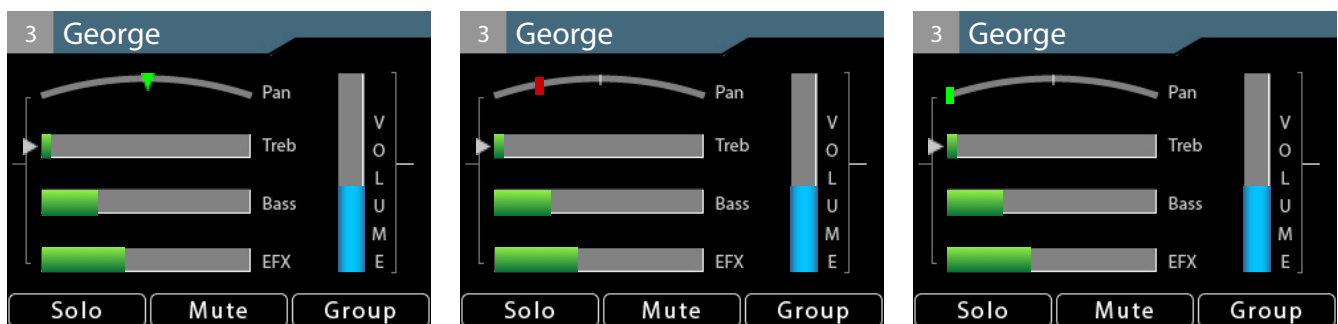 3 George
Pan
Treb
Bass
EFX
VOLUME
Solo Mute Group
3 George
Pan
Treb
Bass
EFX
VOLUME
Solo Mute Group
3 George
Pan
Treb
Bass
EFX
VOLUME
Solo Mute Group